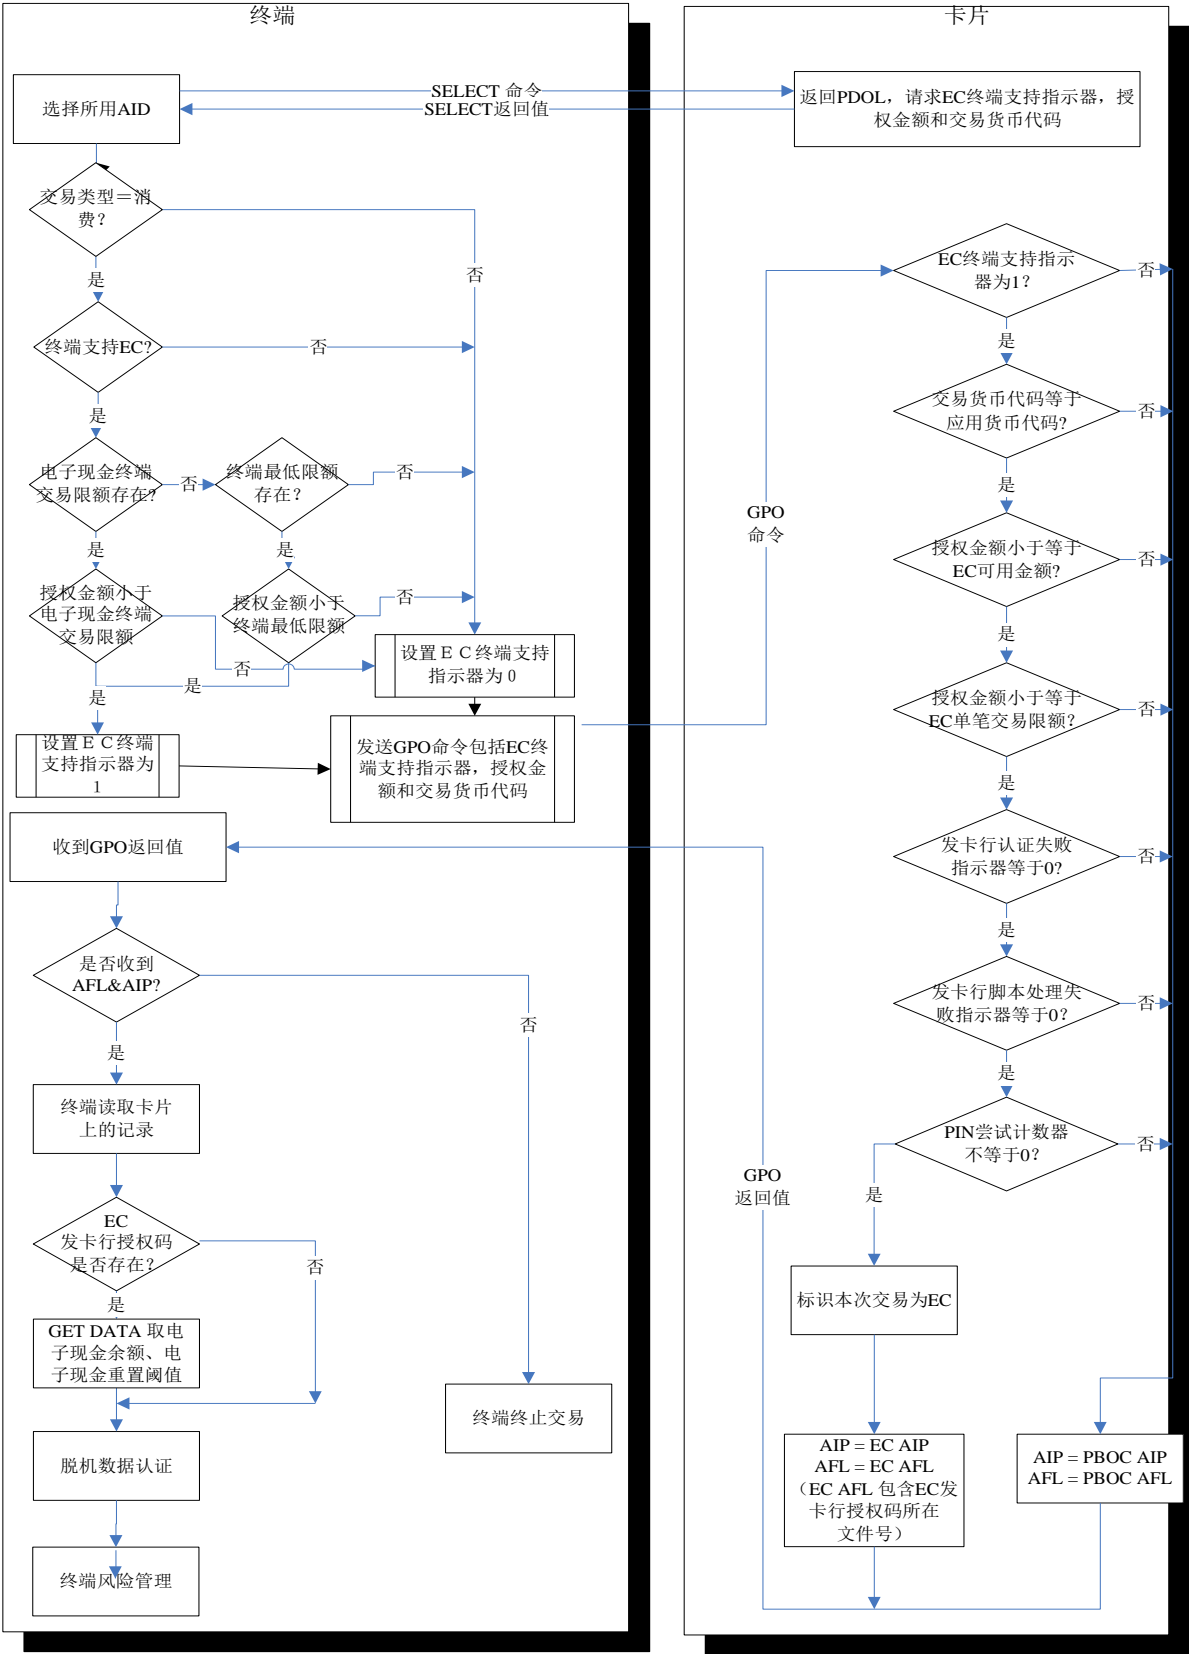 终端
卡片
选择所用AID
SELECT 命令
SELECT返回值
返回PDOL，请求EC终端支持指示器，授
权金额和交易货币代码
交易类型＝消
费？
否
是
终端支持EC?
否
是
电子现金终端
交易限额存在?
否
终端最低限额
存在？
否
是
是
授权金额小于
电子现金终端
交易限额
授权金额小于
终端最低限额
否
否
是
是
设置ＥＣ终端支持
指示器为０
设置ＥＣ终端
支持指示器为
1
发送GPO命令包括EC终
端支持指示器，授权金
额和交易货币代码
GPO
命令
收到GPO返回值
是否收到
AFL&AIP?
否
是
终端读取卡片
上的记录
EC
发卡行授权码
是否存在？
否
是
GET DATA 取电
子现金余额、电
子现金重置阈值
终端终止交易
脱机数据认证
终端风险管理
EC终端支持指示
器为1？
否
是
交易货币代码等于
应用货币代码?
否
是
授权金额小于等于
EC可用金额?
否
是
授权金额小于等于
EC单笔交易限额？
否
是
发卡行认证失败
指示器等于0?
否
是
发卡行脚本处理失
败指示器等于0？
否
是
PIN尝试计数器
不等于0？
否
是
GPO
返回值
标识本次交易为EC
AIP = EC AIP
AFL = EC AFL
（EC AFL 包含EC发
卡行授权码所在
文件号）
AIP = PBOC AIP
AFL = PBOC AFL